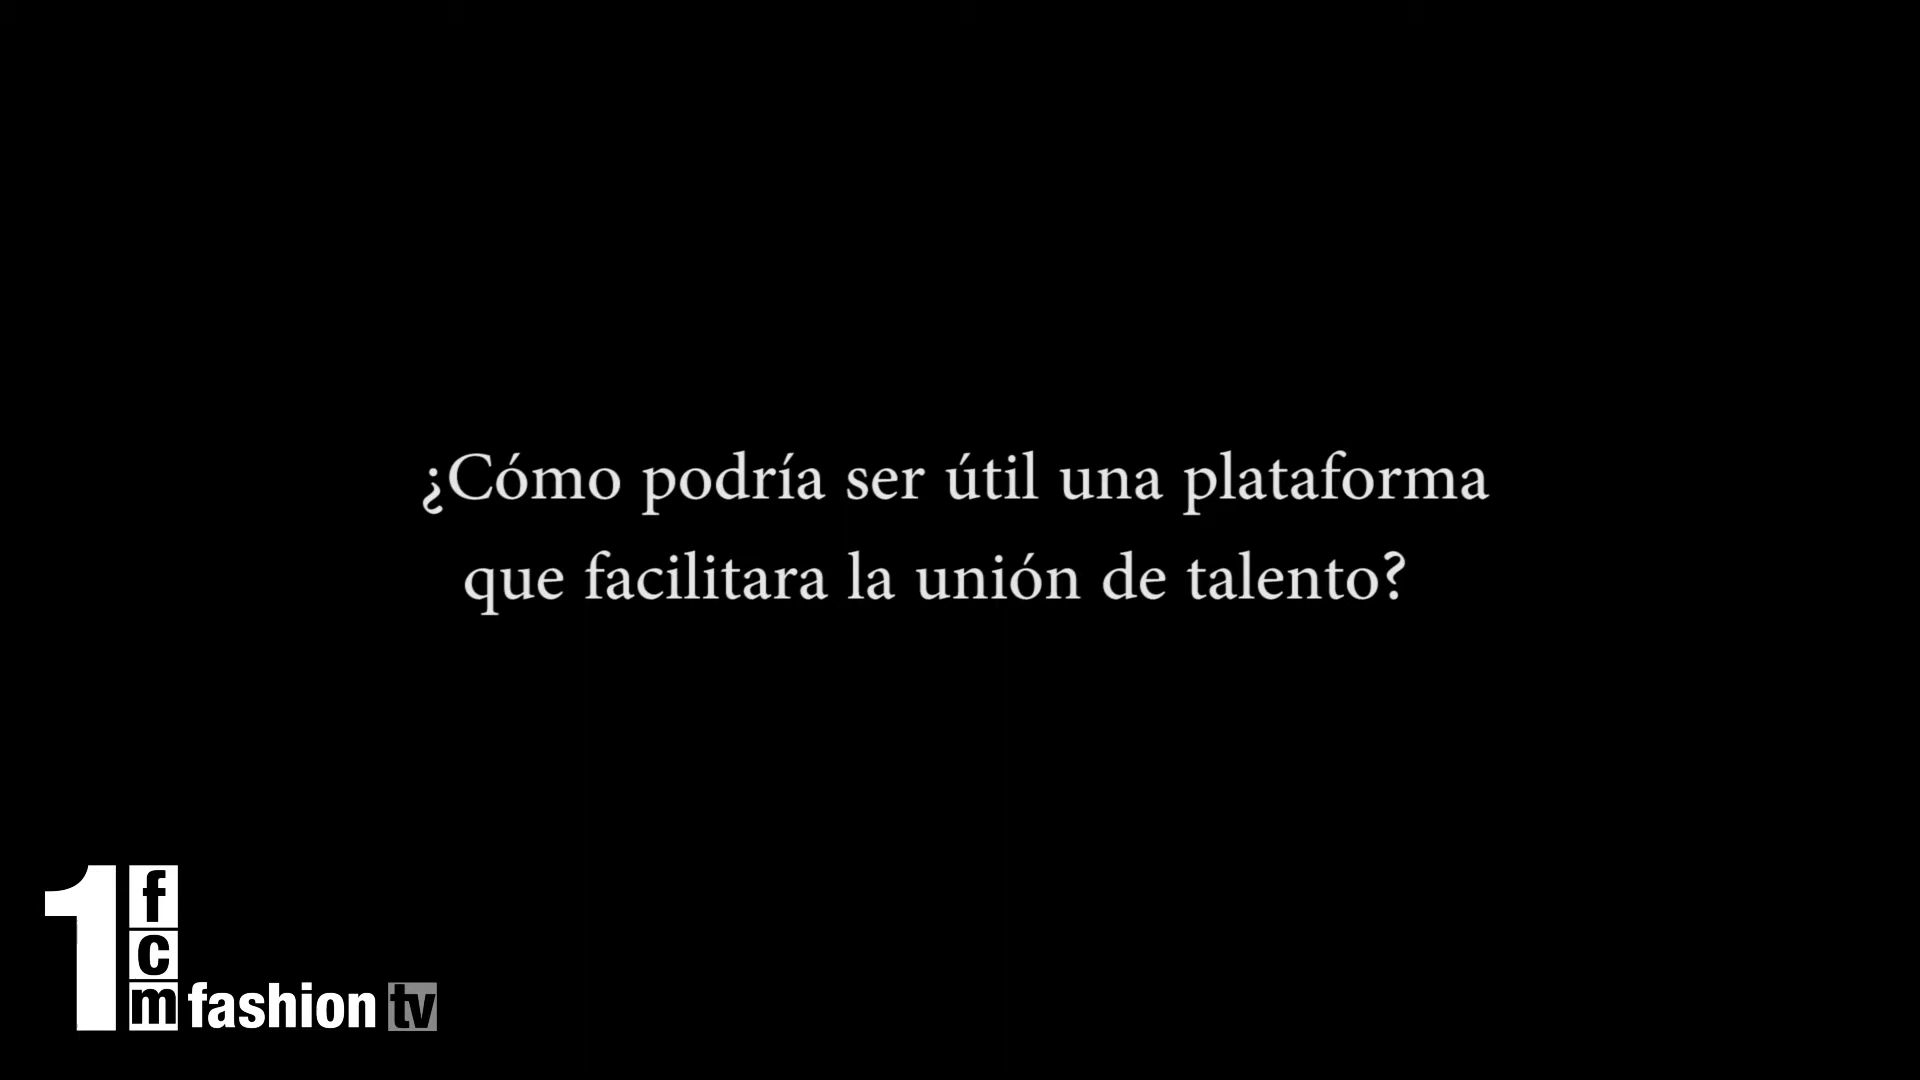 ¿Cómo podría ser útil una plataforma
que facilitara la unión de talento?
1
f
c
m
fashion tv